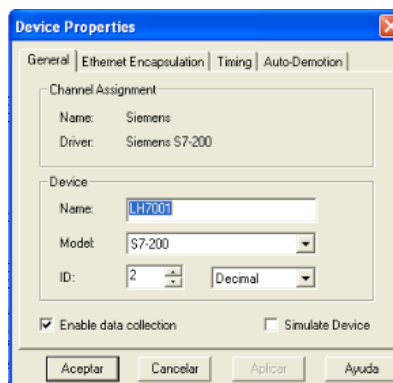 Device Properties
General Ethernet Encapsulation Timing Auto-Demotion
Channel Assignment
Name: Siemens
Driver: Siemens S7-200
Device
Name: LH7001
Model: S7-200
ID: 2 Decimal
Enable data collection Simulate Device
Aceptar Cancelar Aplicar Ayuda